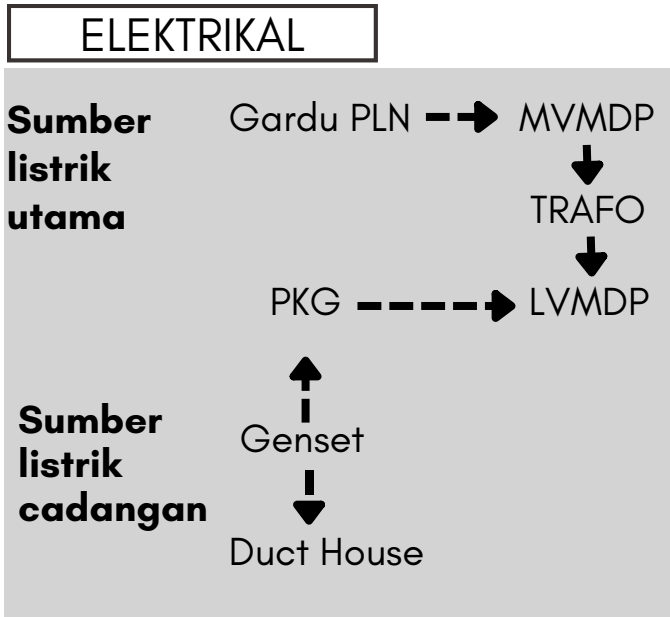 ELEKTRIKAL
Sumber
listrik
utama
Gardu PLN
MVMDP
TRAFO
PKG
LVMDP
Sumber
listrik
cadangan
Genset
Duct House